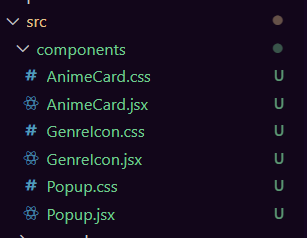 src
components
# AnimeCard.css U
AnimeCard.jsx U
# GenreIcon.css U
GenreIcon.jsx U
# Popup.css U
Popup.jsx U